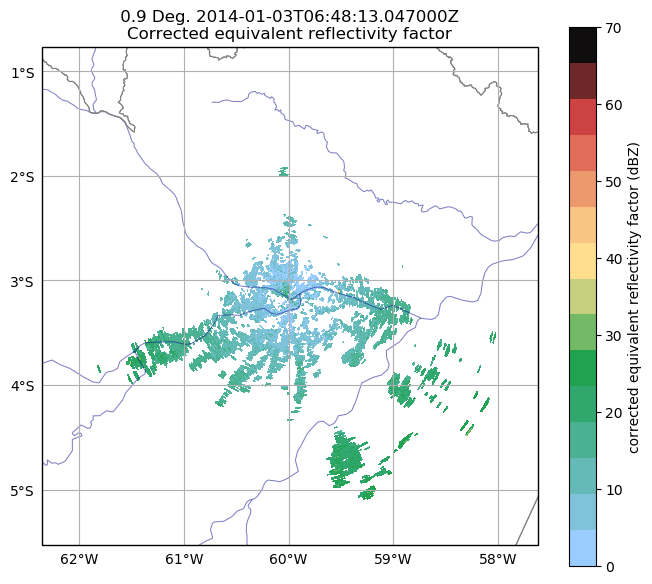 0.9 Deg. 2014-01-03T06:48:13.047000Z
Corrected equivalent reflectivity factor
1°S
2°S
3°S
4°S
5°S
62°W 61°W 60°W 59°W 58°W
70
60
50
40
30
20
10
0
corrected equivalent reflectivity factor (dBZ)